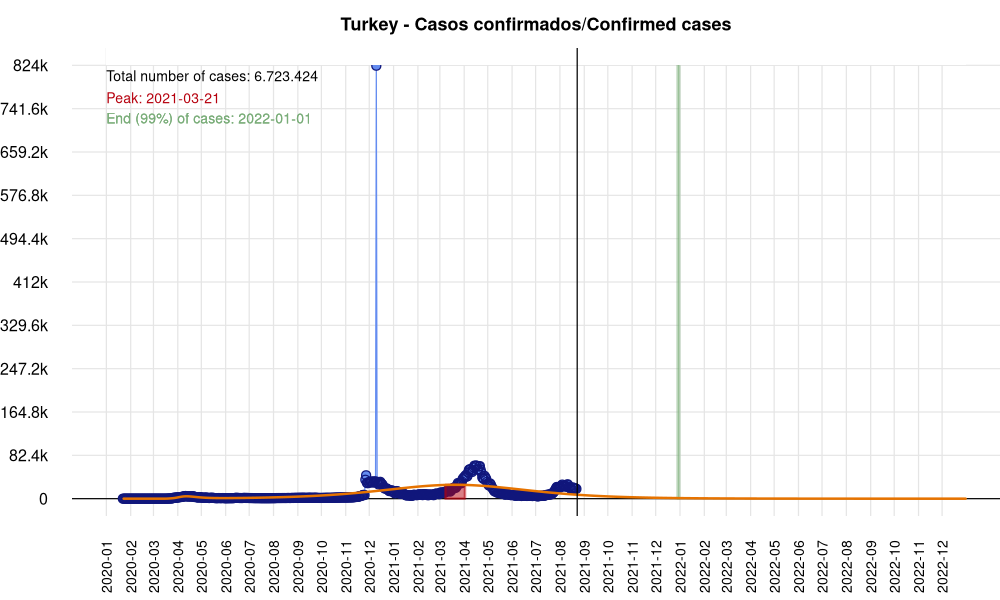 Turkey - Casos confirmados/Confirmed cases
824k
741.6k
659.2k
576.8k
494.4k
412k
329.6k
247.2k
164.8k
82.4k
0
Total number of cases: 6.723.424
Peak: 2021-03-21
End (99%) of cases: 2022-01-01
2020-01
2020-02
2020-03
2020-04
2020-05
2020-06
2020-07
2020-08
2020-09
2020-10
2020-11
2020-12
2021-01
2021-02
2021-03
2021-04
2021-05
2021-06
2021-07
2021-08
2021-09
2021-10
2021-11
2021-12
2022-01
2022-02
2022-03
2022-04
2022-05
2022-06
2022-07
2022-08
2022-09
2022-10
2022-11
2022-12